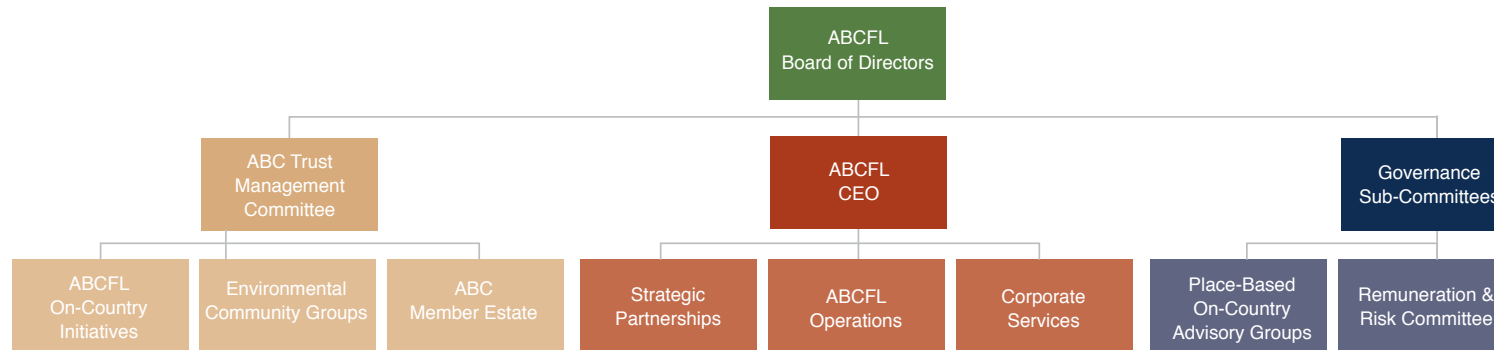 ABCFL
Board of Directors
ABC Trust
Management
Committee
ABCFL
CEO
Governance
Sub-Committees
ABCFL
On-Country
Initiatives
Environmental
Community Groups
ABC
Member Estate
Strategic
Partnerships
ABCFL
Operations
Corporate
Services
Place-Based
On-Country
Advisory Groups
Remuneration &
Risk Committee